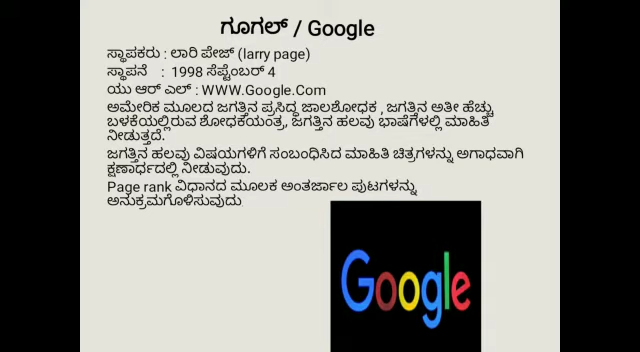 ಗೂಗಲ್ / Google
ಸ್ಥಾಪಕರು : ಲಾರಿ ಪೇಜ್ (larry page)
ಸ್ಥಾಪನೆ : 1998 ಸೆಪ್ಟೆಂಬರ್ 4
ಯು ಆರ್ ಎಲ್ : WWW.Google.Com
ಅಮೇರಿಕ ಮೂಲದ ಜಗತ್ತಿನ ಪ್ರಸಿದ್ಧ ಜಾಲಶೋಧಕ , ಜಗತ್ತಿನ ಅತೀ ಹೆಚ್ಚು
ಬಳಕೆಯಲ್ಲಿರುವ ಶೋಧಕಯಂತ್ರ, ಜಗತ್ತಿನ ಹಲವು ಭಾಷೆಗಳಲ್ಲಿ ಮಾಹಿತಿ
ನೀಡುತ್ತದೆ.
ಜಗತ್ತಿನ ಹಲವು ವಿಷಯಗಳಿಗೆ ಸಂಬಂಧಿಸಿದ ಮಾಹಿತಿ ಚಿತ್ರಗಳನ್ನು ಅಗಾಧವಾಗಿ
ಕ್ಷಣಾರ್ಧದಲ್ಲಿ ನೀಡುವುದು.
Page rank ವಿಧಾನದ ಮೂಲಕ ಅಂತರ್ಜಾಲ ಪುಟಗಳನ್ನು
ಅನುಕ್ರಮಗೊಳಿಸುವುದು
Google